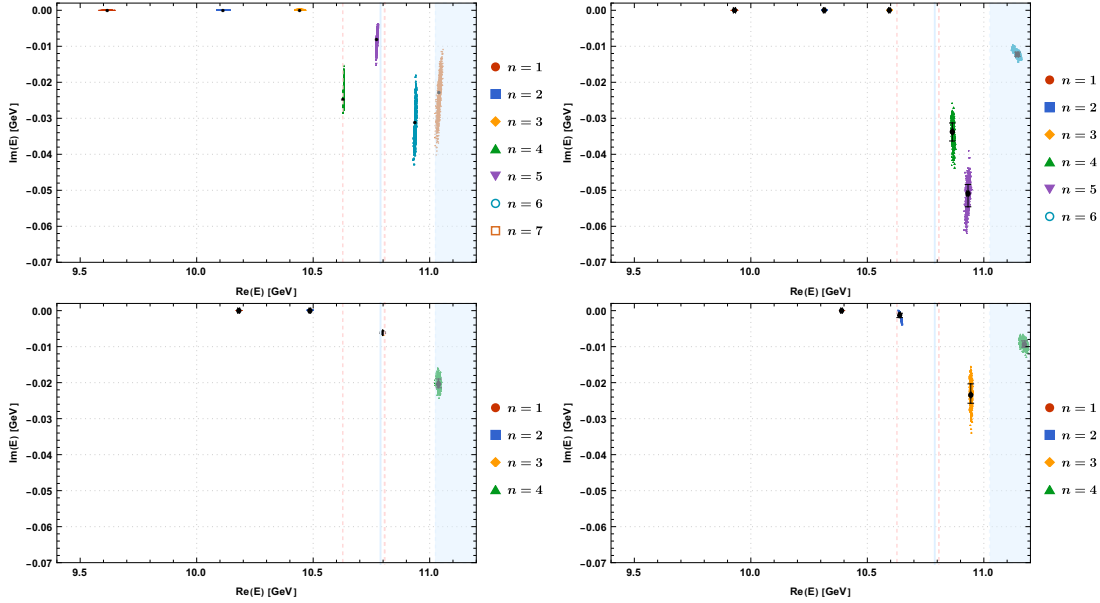 0.00
−0.01
−0.02
−0.03
−0.04
−0.05
−0.06
−0.07
Im(E) [GeV]
9.5 10.0 10.5 11.0
Re(E) [GeV]
n = 1
n = 2
n = 3
n = 4
n = 5
n = 6
n = 7
0.00
−0.01
−0.02
−0.03
−0.04
−0.05
−0.06
−0.07
Im(E) [GeV]
9.5 10.0 10.5 11.0
Re(E) [GeV]
n = 1
n = 2
n = 3
n = 4
n = 5
n = 6
0.00
−0.01
−0.02
−0.03
−0.04
−0.05
−0.06
−0.07
Im(E) [GeV]
9.5 10.0 10.5 11.0
Re(E) [GeV]
n = 1
n = 2
n = 3
n = 4
0.00
−0.01
−0.02
−0.03
−0.04
−0.05
−0.06
−0.07
Im(E) [GeV]
9.5 10.0 10.5 11.0
Re(E) [GeV]
n = 1
n = 2
n = 3
n = 4